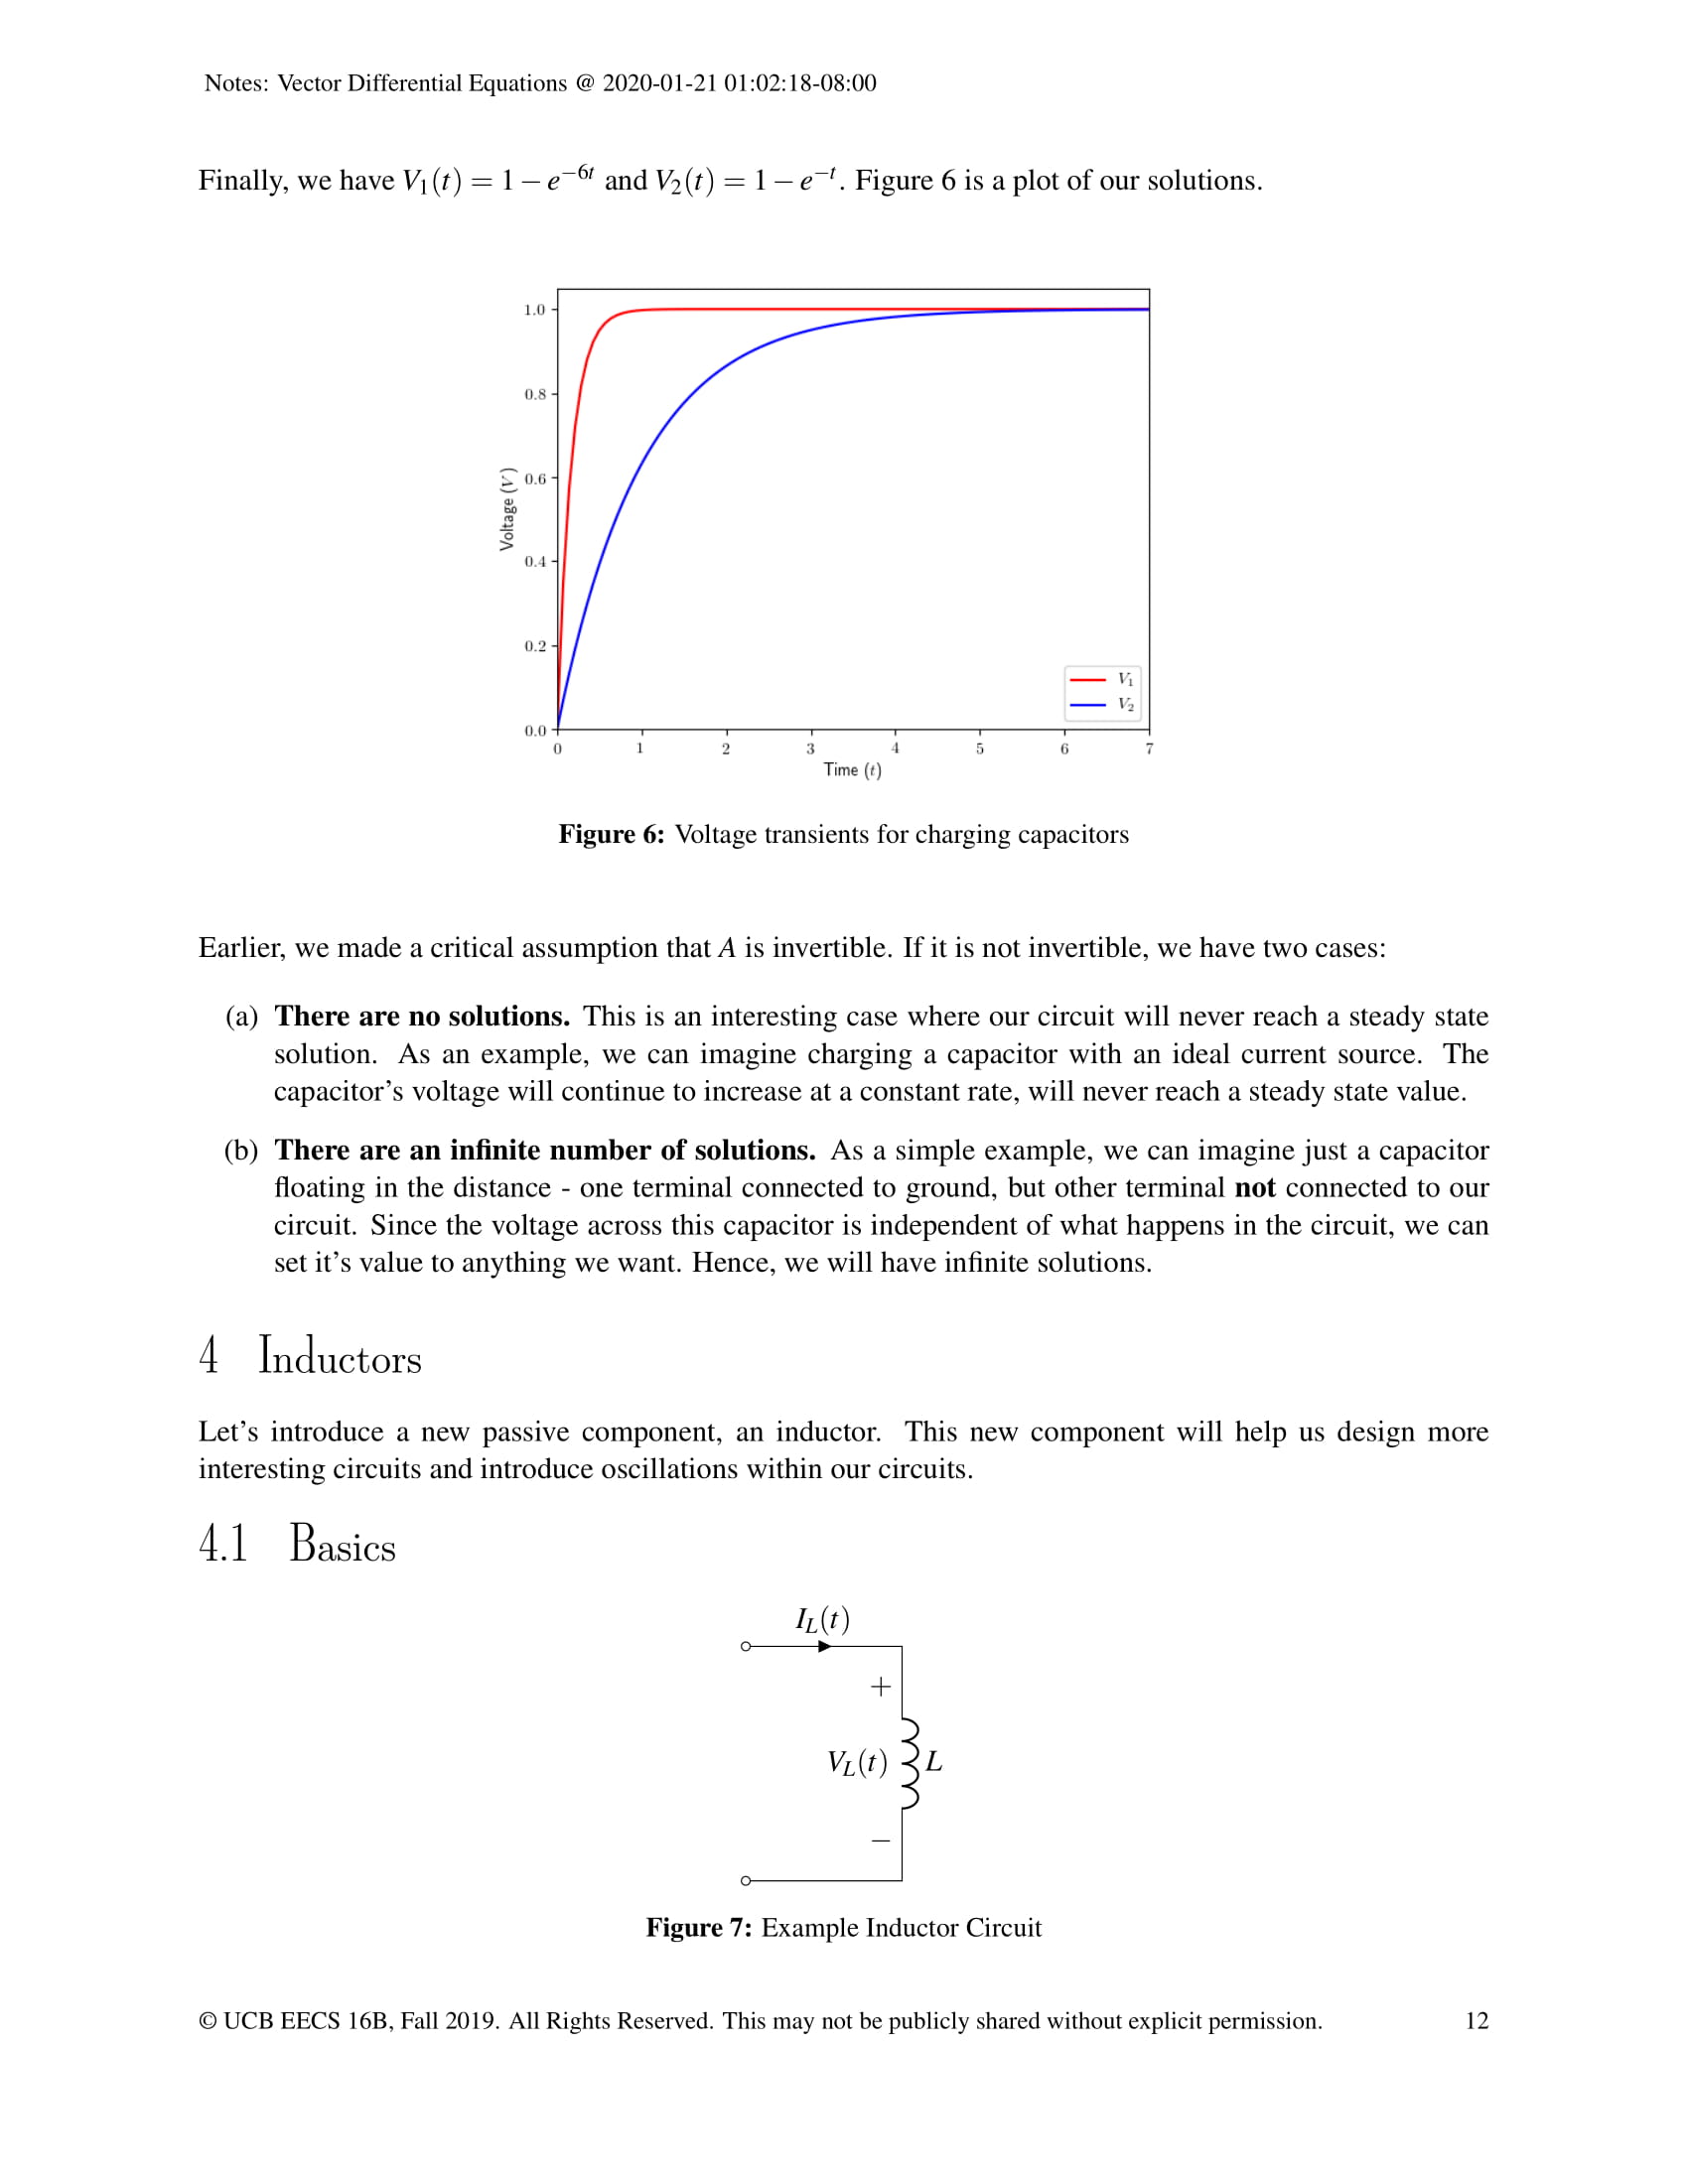 Notes: Vector Differential Equations @ 2020-01-21 01:02:18-08:00
Finally, we have V₁(t) = 1 − e⁻⁶ᵗ and V₂(t) = 1 − e⁻ᵗ. Figure 6 is a plot of our solutions.
1.0
0.8
0.6
0.4
0.2
0.0
Voltage (V)
0 1 2 3 4 5 6 7
Time (t)
V₁
V₂
Figure 6: Voltage transients for charging capacitors
Earlier, we made a critical assumption that A is invertible. If it is not invertible, we have two cases:
(a) There are no solutions. This is an interesting case where our circuit will never reach a steady state
solution. As an example, we can imagine charging a capacitor with an ideal current source. The
capacitor's voltage will continue to increase at a constant rate, will never reach a steady state value.
(b) There are an infinite number of solutions. As a simple example, we can imagine just a capacitor
floating in the distance - one terminal connected to ground, but other terminal not connected to our
circuit. Since the voltage across this capacitor is independent of what happens in the circuit, we can
set it's value to anything we want. Hence, we will have infinite solutions.
4 Inductors
Let's introduce a new passive component, an inductor. This new component will help us design more
interesting circuits and introduce oscillations within our circuits.
4.1 Basics
I_L(t)
+
V_L(t) L
−
Figure 7: Example Inductor Circuit
© UCB EECS 16B, Fall 2019. All Rights Reserved. This may not be publicly shared without explicit permission. 12